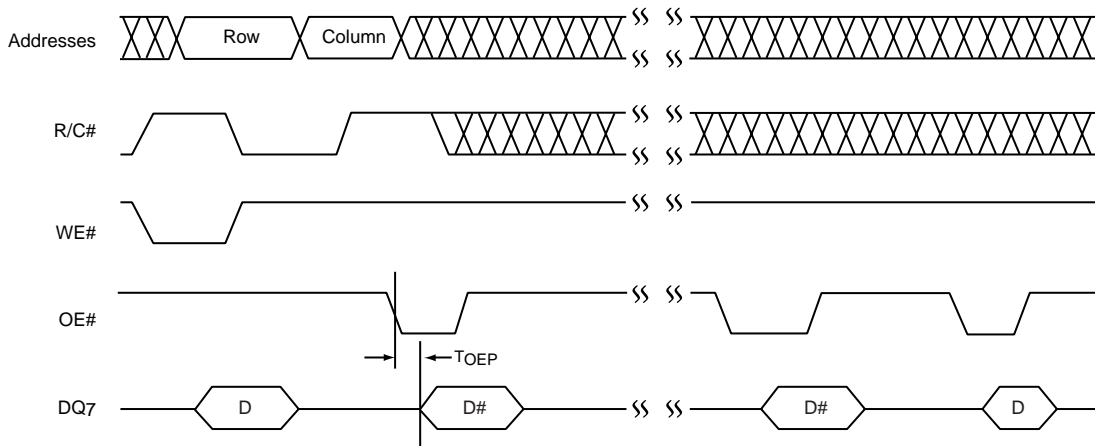 Addresses
Row
Column
R/C#
WE#
OE#
TOEP
DQ7
D
D#
D#
D